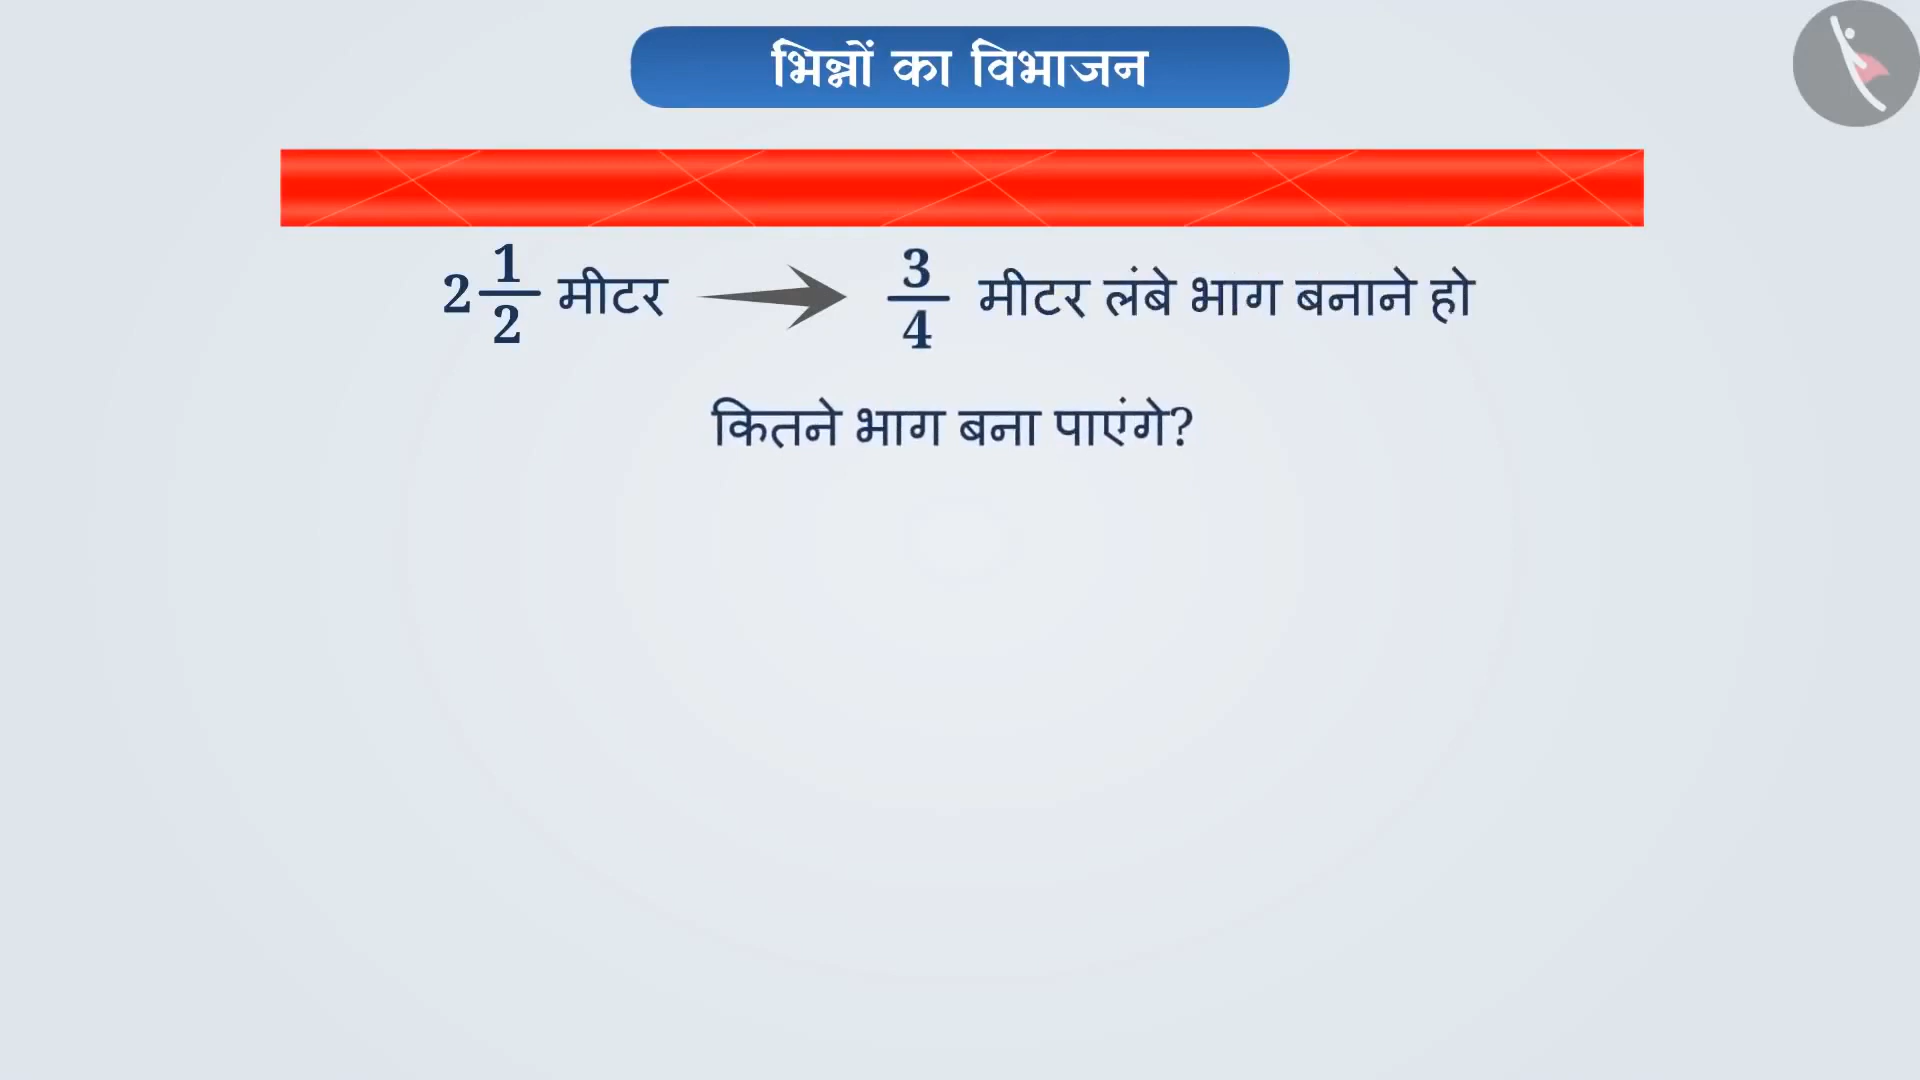 भिन्नों का विभाजन
2 1/2 मीटर → 3/4 मीटर लंबे भाग बनाने हो
कितने भाग बना पाएंगे?